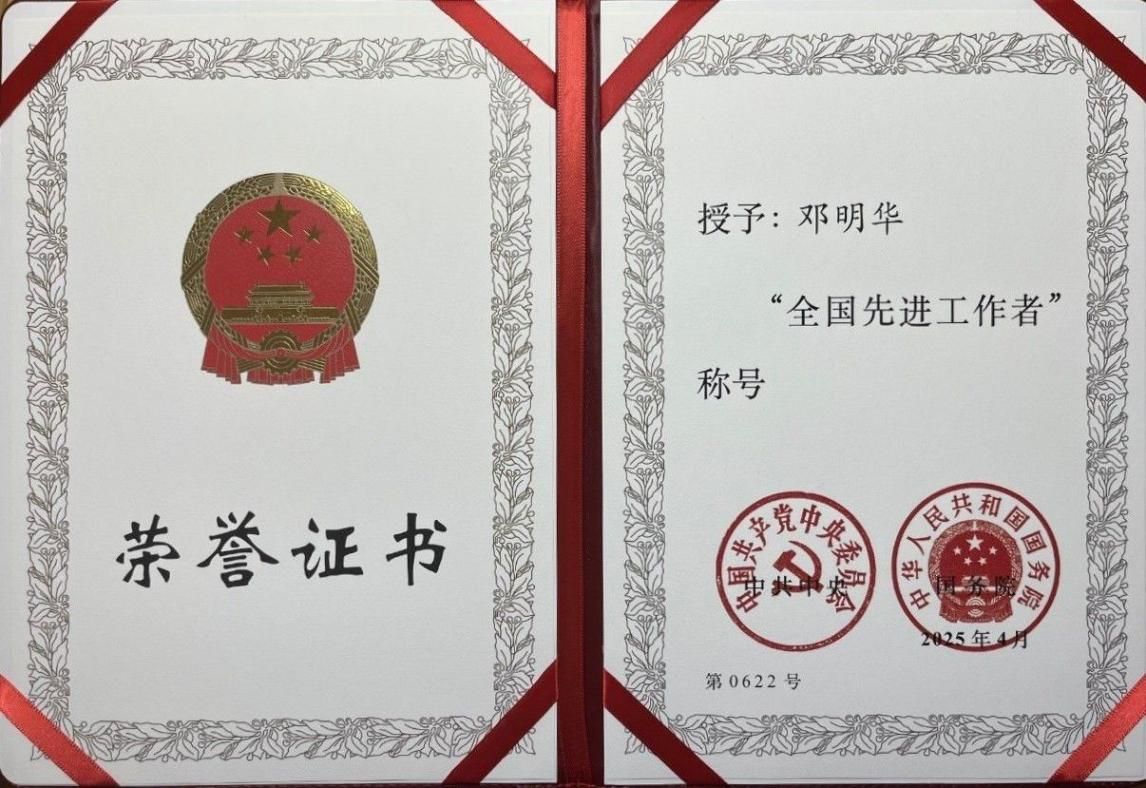 荣誉证书
授予：邓明华
“全国先进工作者”
称号
中国共产党中央委员会
中共中央
中华人民共和国国务院
国务院
2025年4月
第0622号